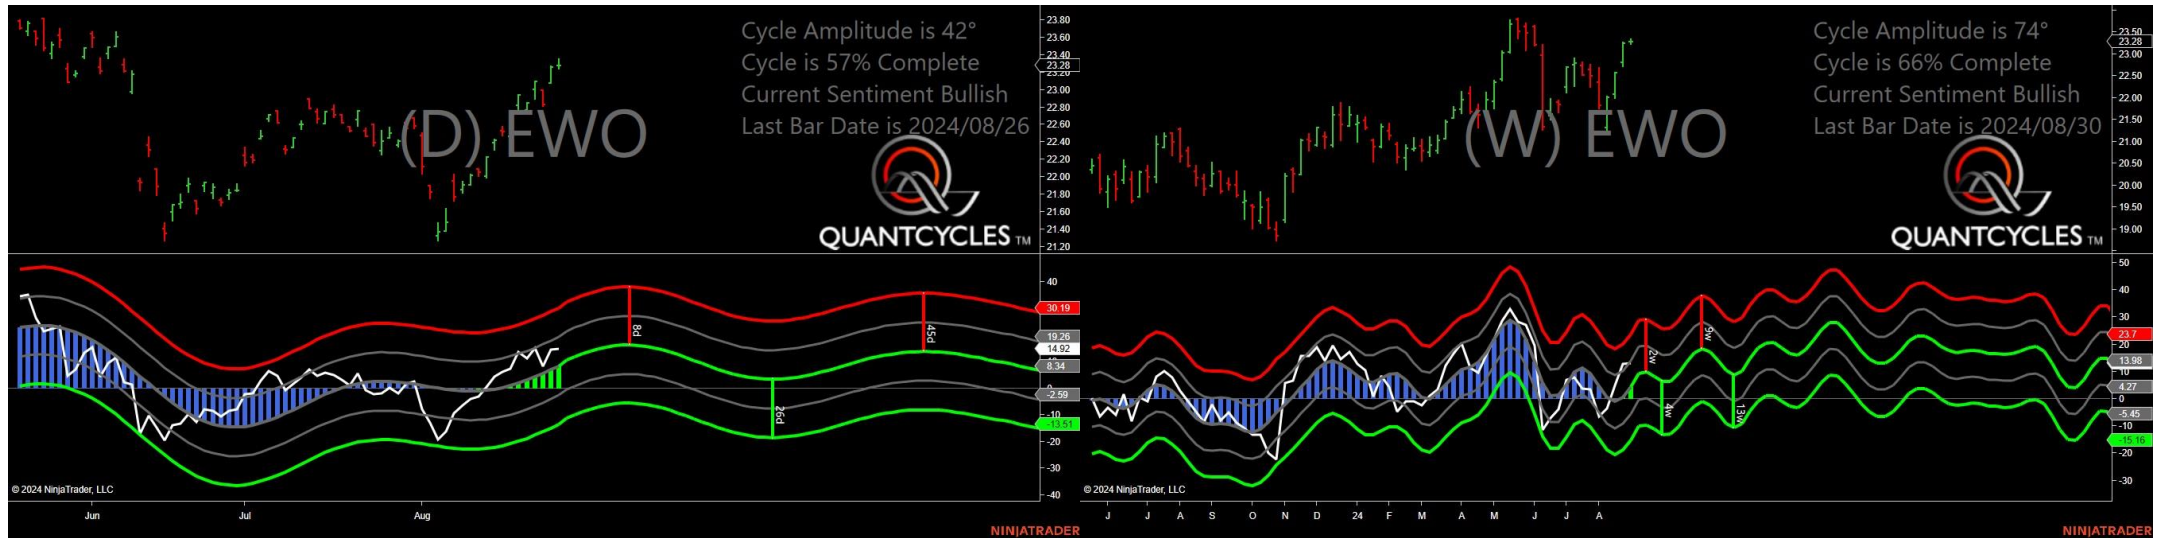 Cycle Amplitude is 42°
Cycle is 57% Complete
Current Sentiment Bullish
Last Bar Date is 2024/08/26
(D) EWO
QUANTCYCLES TM
23.80
23.60
23.40
23.28
23.20
23.00
22.80
22.60
22.40
22.20
22.00
21.80
21.60
21.40
21.20
8d
26d
45d
40
30.19
19.26
14.92
8.34
0
-2.59
-10
-13.51
-20
-30
-40
© 2024 NinjaTrader, LLC
Jun
Jul
Aug
NINJATRADER
Cycle Amplitude is 74°
Cycle is 66% Complete
Current Sentiment Bullish
Last Bar Date is 2024/08/30
(W) EWO
QUANTCYCLES TM
23.50
23.28
23.00
22.50
22.00
21.50
21.00
20.50
20.00
19.50
19.00
2w
4w
9w
13w
50
40
30
23.7
20
13.98
10
4.27
0
-5.45
-10
-15.16
-20
-30
© 2024 NinjaTrader, LLC
J
J
A
S
O
N
D
24
F
M
A
M
J
J
A
NINJATRADER